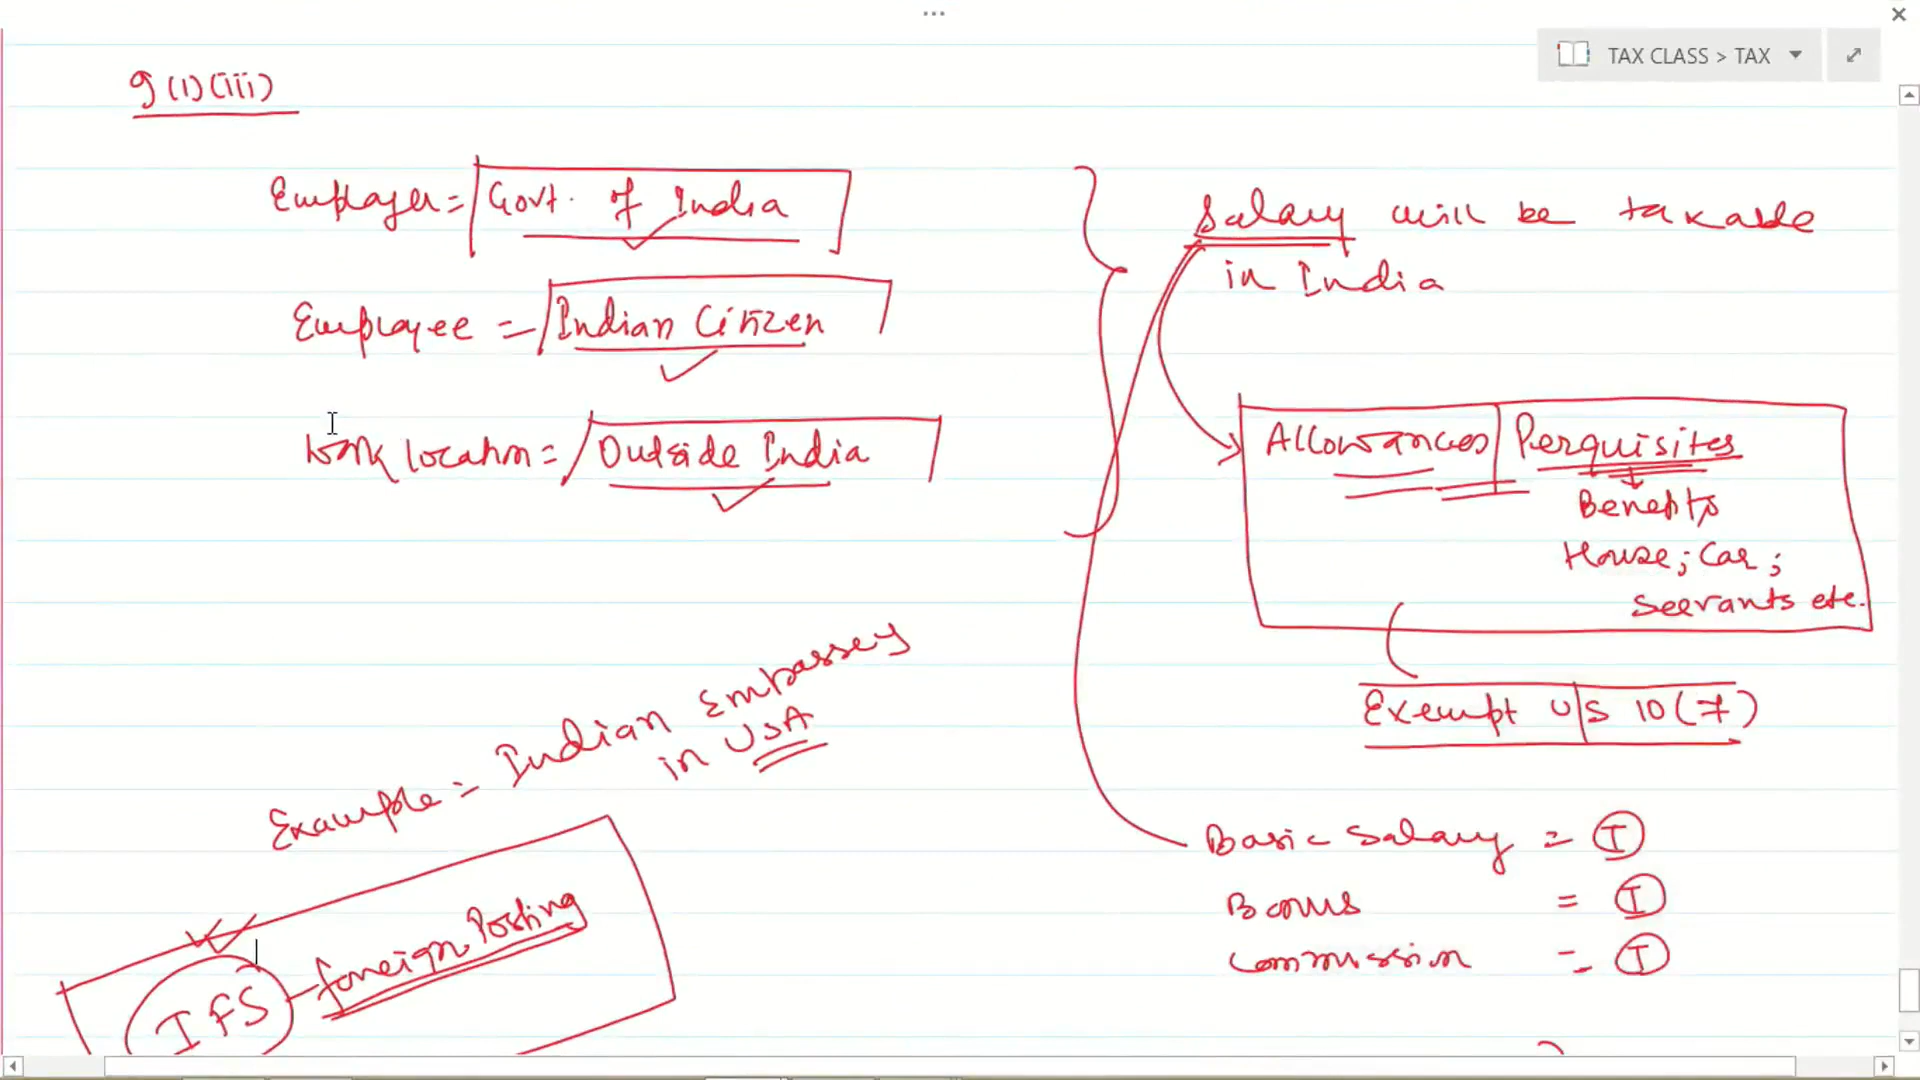 TAX CLASS > TAX
9(1)(iii)
Employer = Govt. of India
Employee = Indian Citizen
Work location = Outside India
Salary will be taxable
in India
Allowances Perquisites
Benefits
House; Car;
Servants etc.
Exempt U/S 10(7)
Example = Indian Embassey
in USA
IFS - foreign Posting
Basic Salary = I
Bonus = I
Commission = I